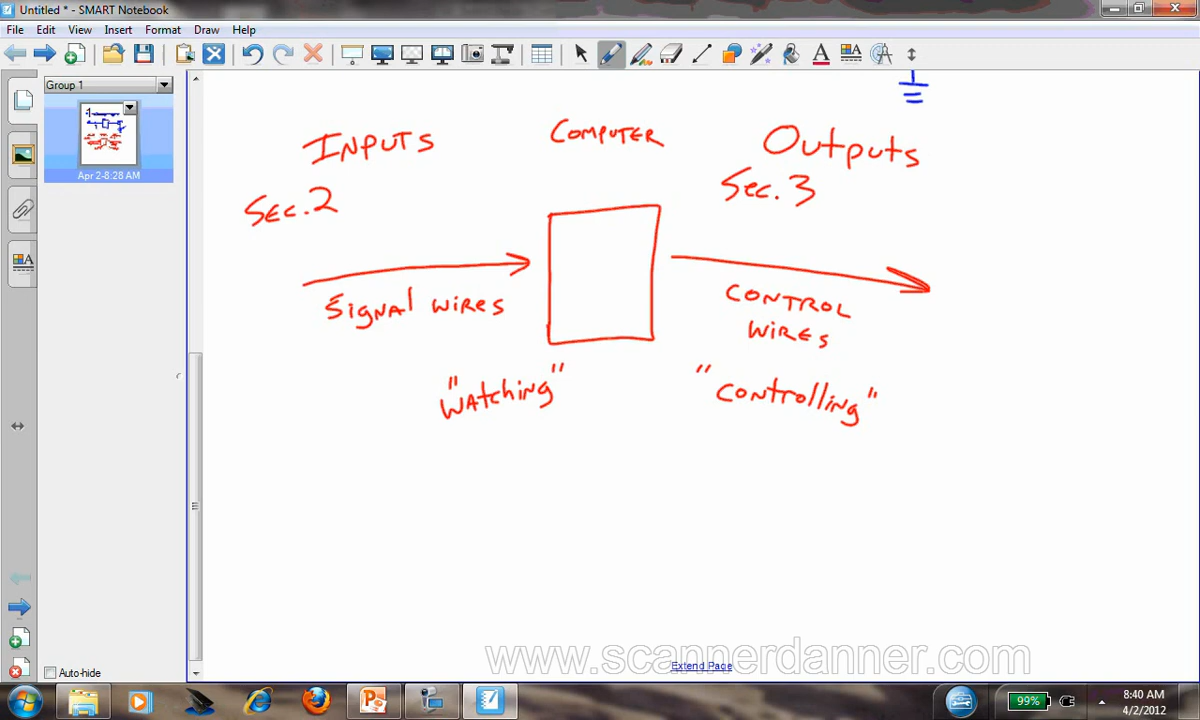 Untitled * - SMART Notebook
File Edit View Insert Format Draw Help
Group 1
Apr 2-8:28 AM
INPUTS COMPUTER Outputs
Sec. 2 Sec. 3
Signal wires CONTROL
wires
"Watching" "Controlling"
www.scannerdanner.com
Extend Page
Auto-hide
99% 8:40 AM
4/2/2012